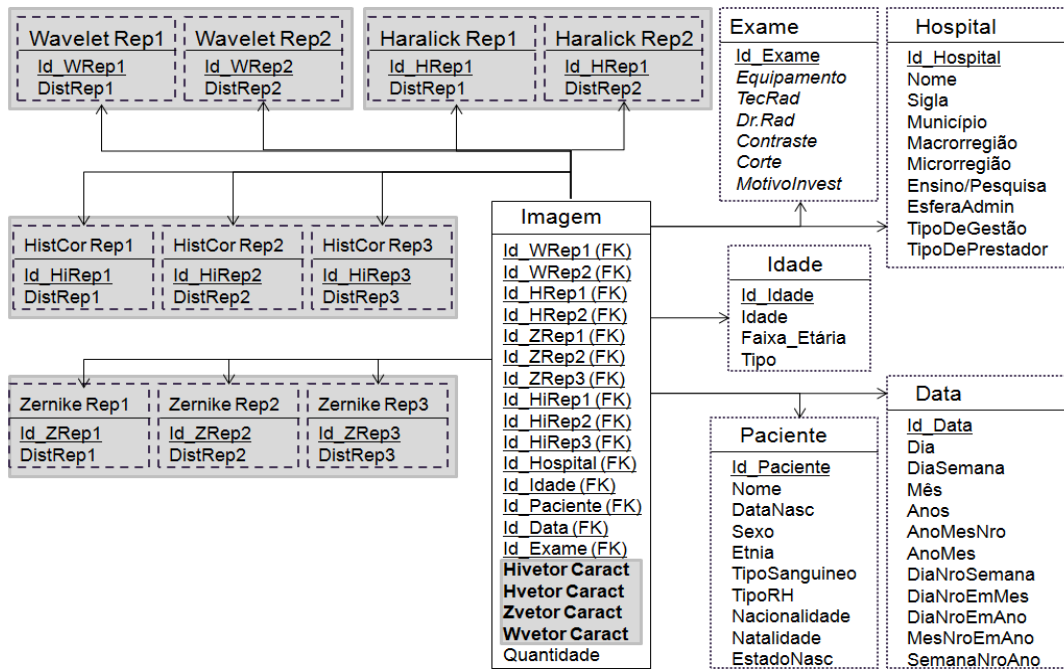 Wavelet Rep1
Id_WRep1
DistRep1
Wavelet Rep2
Id_WRep2
DistRep2
Haralick Rep1
Id_HRep1
DistRep1
Haralick Rep2
Id_HRep1
DistRep2
Exame
Id_Exame
Equipamento
TecRad
Dr.Rad
Contraste
Corte
MotivoInvest
Hospital
Id_Hospital
Nome
Sigla
Município
Macrorregião
Microrregião
Ensino/Pesquisa
EsferaAdmin
TipoDeGestão
TipoDePrestador
HistCor Rep1
Id_HiRep1
DistRep1
HistCor Rep2
Id_HiRep2
DistRep2
HistCor Rep3
Id_HiRep3
DistRep3
Imagem
Id_WRep1 (FK)
Id_WRep2 (FK)
Id_HRep1 (FK)
Id_HRep2 (FK)
Id_ZRep1 (FK)
Id_ZRep2 (FK)
Id_ZRep3 (FK)
Id_HiRep1 (FK)
Id_HiRep2 (FK)
Id_HiRep3 (FK)
Id_Hospital (FK)
Id_Idade (FK)
Id_Paciente (FK)
Id_Data (FK)
Id_Exame (FK)
Hivetor Caract
Hvetor Caract
Zvetor Caract
Wvetor Caract
Quantidade
Idade
Id_Idade
Idade
Faixa_Etária
Tipo
Zernike Rep1
Id_ZRep1
DistRep1
Zernike Rep2
Id_ZRep2
DistRep2
Zernike Rep3
Id_ZRep3
DistRep3
Paciente
Id_Paciente
Nome
DataNasc
Sexo
Etnia
TipoSanguineo
TipoRH
Nacionalidade
Natalidade
EstadoNasc
Data
Id_Data
Dia
DiaSemana
Mês
Anos
AnoMesNro
AnoMes
DiaNroSemana
DiaNroEmMes
DiaNroEmAno
MesNroEmAno
SemanaNroAno